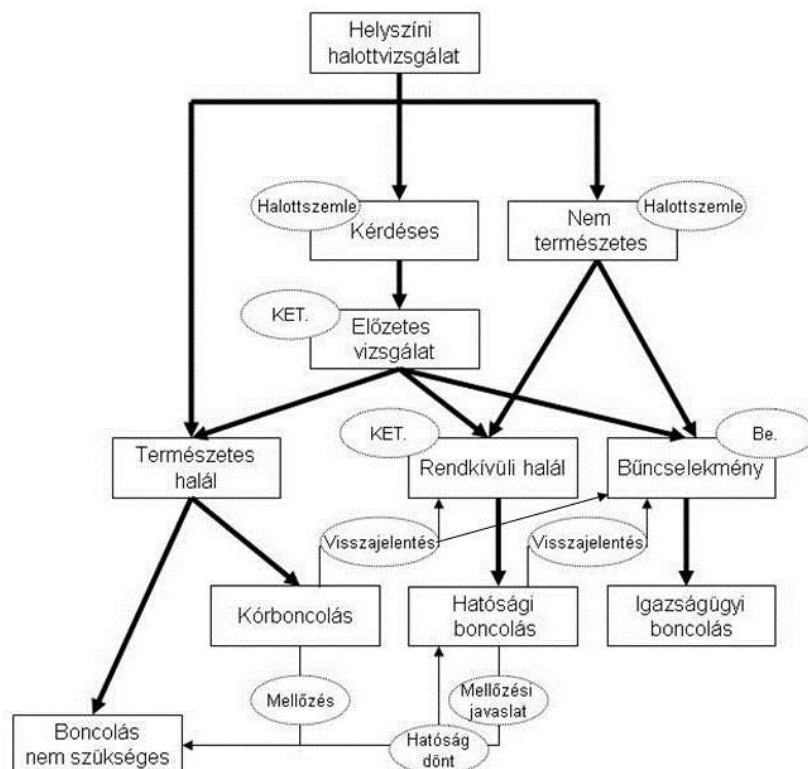 Helyszíni
halottvizsgálat
Halottszemle
Kérdéses
Nem
természetes
Halottszemle
KET.
Előzetes
vizsgálat
Természetes
halál
KET.
Rendkívüli halál
Be.
Bűncselekmény
Visszajelentés
Visszajelentés
Kórboncolás
Hatósági
boncolás
Igazságügyi
boncolás
Mellőzés
Mellőzési
javaslat
Boncolás
nem szükséges
Hatóság
dönt